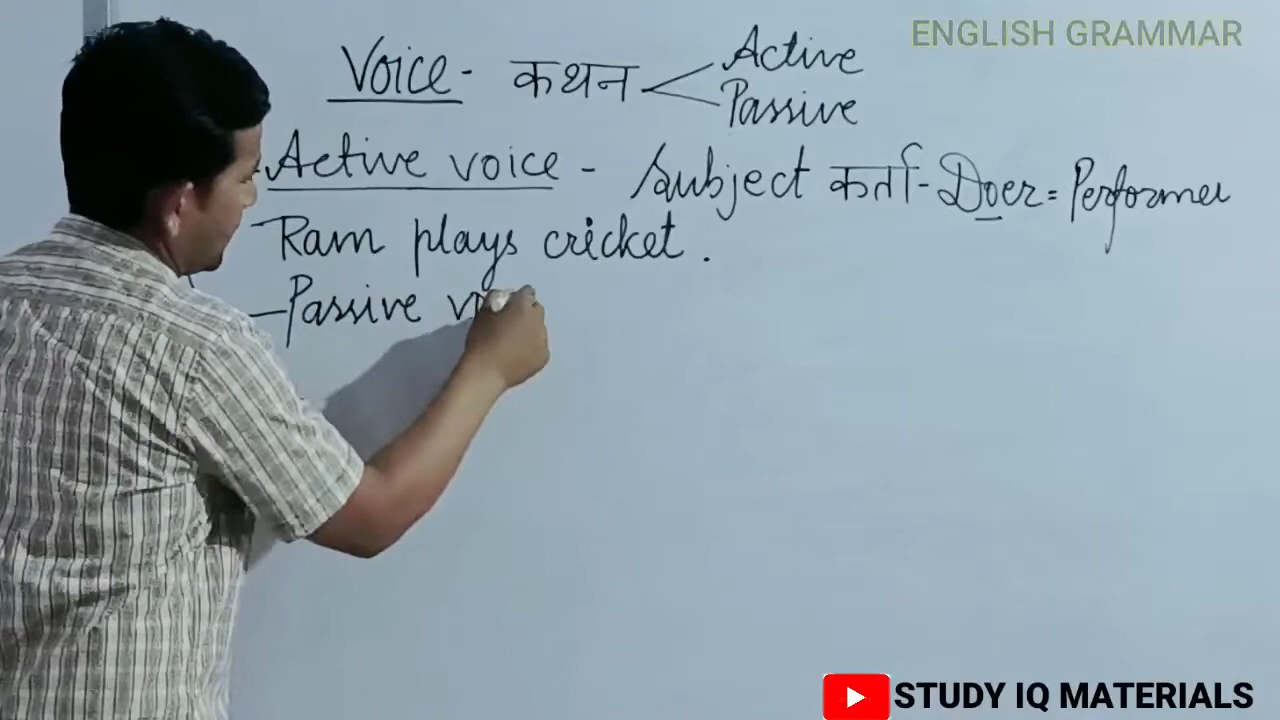 ENGLISH GRAMMAR
Voice - कथन < Active
Passive
Active voice - Subject कर्ता - Doer = Performer
Ram plays cricket.
- Passive
STUDY IQ MATERIALS